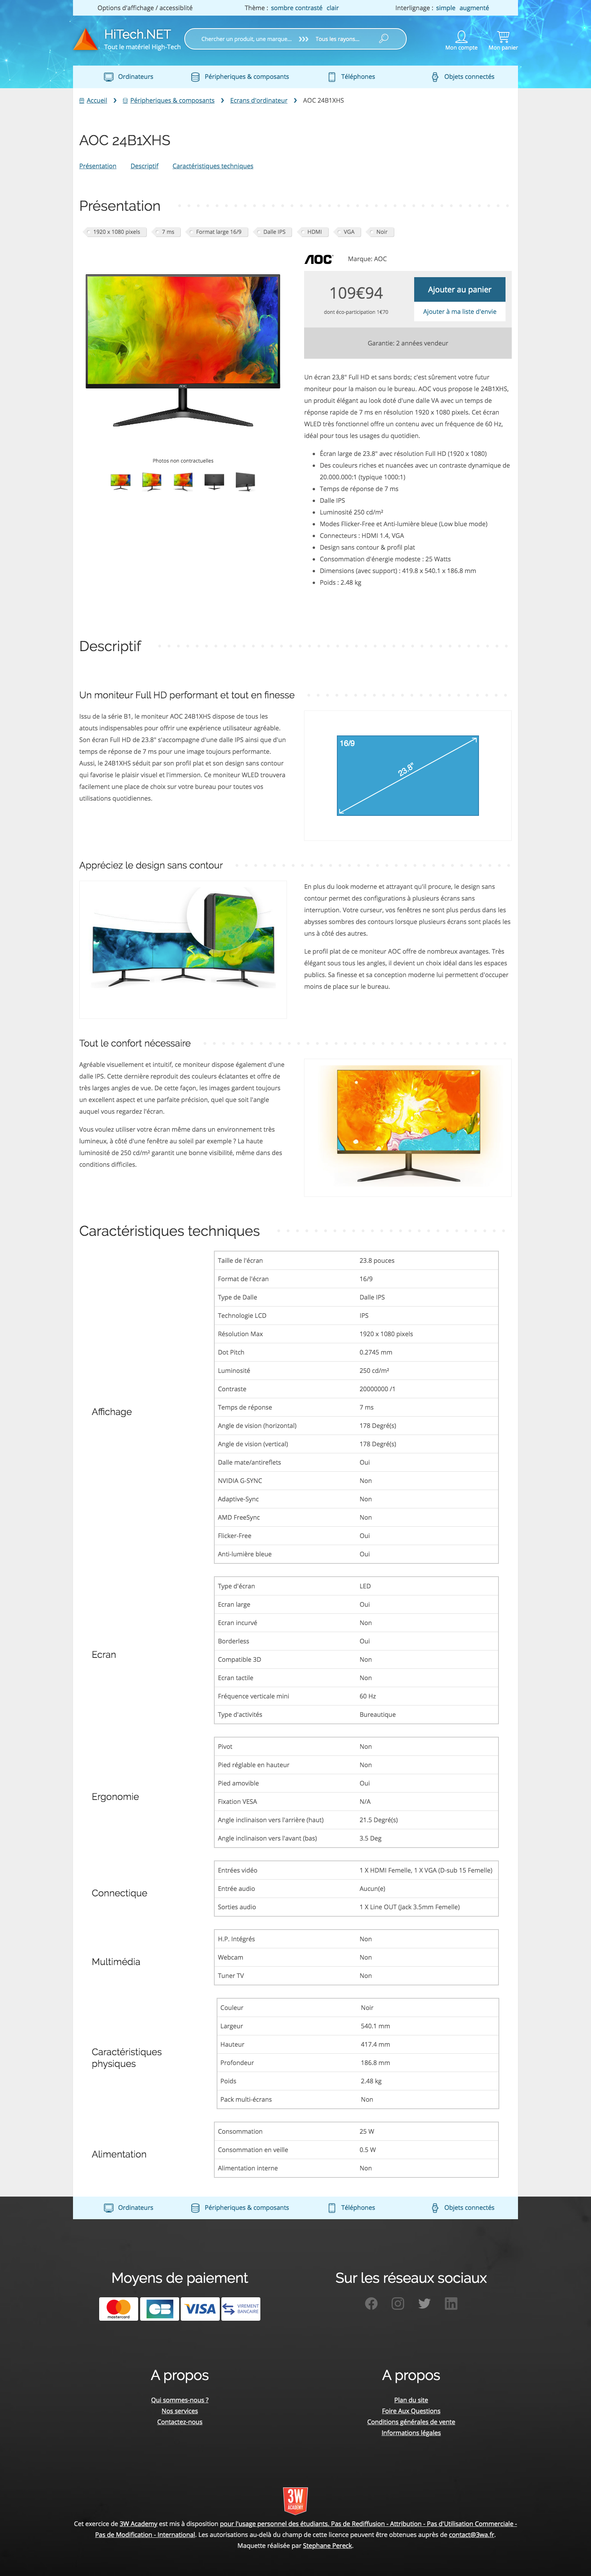 Options d'affichage / accessiblité Thème : sombre contrasté clair Interlignage : simple augmenté
HiTech.NET
Tout le matériel High-Tech
Chercher un produit, une marque... Tous les rayons...
Mon compte Mon panier
Ordinateurs Péripheriques & composants Téléphones Objets connectés
Accueil Péripheriques & composants Ecrans d'ordinateur AOC 24B1XHS
AOC 24B1XHS
Présentation Descriptif Caractéristiques techniques
Présentation
1920 x 1080 pixels 7 ms Format large 16/9 Dalle IPS HDMI VGA Noir
AOC Marque: AOC
109€94
dont éco-participation 1€70
Ajouter au panier
Ajouter à ma liste d'envie
Garantie: 2 années vendeur
Photos non contractuelles
Un écran 23,8" Full HD et sans bords; c'est sûrement votre futur
moniteur pour la maison ou le bureau. AOC vous propose le 24B1XHS,
un produit élégant au look doté d'une dalle VA avec un temps de
réponse rapide de 7 ms en résolution 1920 x 1080 pixels. Cet écran
WLED très fonctionnel offre un contenu avec un fréquence de 60 Hz,
idéal pour tous les usages du quotidien.
Écran large de 23.8" avec résolution Full HD (1920 x 1080)
Des couleurs riches et nuancées avec un contraste dynamique de
20.000.000:1 (typique 1000:1)
Temps de réponse de 7 ms
Dalle IPS
Luminosité 250 cd/m²
Modes Flicker-Free et Anti-lumière bleue (Low blue mode)
Connecteurs : HDMI 1.4, VGA
Design sans contour & profil plat
Consommation d'énergie modeste : 25 Watts
Dimensions (avec support) : 419.8 x 540.1 x 186.8 mm
Poids : 2.48 kg
Descriptif
Un moniteur Full HD performant et tout en finesse
Issu de la série B1, le moniteur AOC 24B1XHS dispose de tous les
atouts indispensables pour offrir une expérience utilisateur agréable.
Son écran Full HD de 23.8" s'accompagne d'une dalle IPS ainsi que d'un
temps de réponse de 7 ms pour une image toujours performante.
Aussi, le 24B1XHS séduit par son profil plat et son design sans contour
qui favorise le plaisir visuel et l'immersion. Ce moniteur WLED trouvera
facilement une place de choix sur votre bureau pour toutes vos
utilisations quotidiennes.
16/9
23.8"
Appréciez le design sans contour
En plus du look moderne et attrayant qu'il procure, le design sans
contour permet des configurations à plusieurs écrans sans
interruption. Votre curseur, vos fenêtres ne sont plus perdus dans les
abysses sombres des contours lorsque plusieurs écrans sont placés les
uns à côté des autres.
Le profil plat de ce moniteur AOC offre de nombreux avantages. Très
élégant sous tous les angles, il devient un choix idéal dans les espaces
publics. Sa finesse et sa conception moderne lui permettent d'occuper
moins de place sur le bureau.
Tout le confort nécessaire
Agréable visuellement et intuitif, ce moniteur dispose également d'une
dalle IPS. Cette dernière reproduit des couleurs éclatantes et offre de
très larges angles de vue. De cette façon, les images gardent toujours
un excellent aspect et une parfaite précision, quel que soit l'angle
auquel vous regardez l'écran.
Vous voulez utiliser votre écran même dans un environnement très
lumineux, à côté d'une fenêtre au soleil par exemple ? La haute
luminosité de 250 cd/m² garantit une bonne visibilité, même dans des
conditions difficiles.
Caractéristiques techniques
Affichage
Taille de l'écran 23.8 pouces
Format de l'écran 16/9
Type de Dalle Dalle IPS
Technologie LCD IPS
Résolution Max 1920 x 1080 pixels
Dot Pitch 0.2745 mm
Luminosité 250 cd/m²
Contraste 20000000 /1
Temps de réponse 7 ms
Angle de vision (horizontal) 178 Degré(s)
Angle de vision (vertical) 178 Degré(s)
Dalle mate/antireflets Oui
NVIDIA G-SYNC Non
Adaptive-Sync Non
AMD FreeSync Non
Flicker-Free Oui
Anti-lumière bleue Oui
Ecran
Type d'écran LED
Ecran large Oui
Ecran incurvé Non
Borderless Oui
Compatible 3D Non
Ecran tactile Non
Fréquence verticale mini 60 Hz
Type d'activités Bureautique
Ergonomie
Pivot Non
Pied réglable en hauteur Non
Pied amovible Oui
Fixation VESA N/A
Angle inclinaison vers l'arrière (haut) 21.5 Degré(s)
Angle inclinaison vers l'avant (bas) 3.5 Deg
Connectique
Entrées vidéo 1 X HDMI Femelle, 1 X VGA (D-sub 15 Femelle)
Entrée audio Aucun(e)
Sorties audio 1 X Line OUT (Jack 3.5mm Femelle)
Multimédia
H.P. Intégrés Non
Webcam Non
Tuner TV Non
Caractéristiques
physiques
Couleur Noir
Largeur 540.1 mm
Hauteur 417.4 mm
Profondeur 186.8 mm
Poids 2.48 kg
Pack multi-écrans Non
Alimentation
Consommation 25 W
Consommation en veille 0.5 W
Alimentation interne Non
Ordinateurs Péripheriques & composants Téléphones Objets connectés
Moyens de paiement Sur les réseaux sociaux
mastercard CB VISA VIREMENT BANCAIRE
A propos A propos
Qui sommes-nous ? Plan du site
Nos services Foire Aux Questions
Contactez-nous Conditions générales de vente
Informations légales
3W
ACADEMY
Cet exercice de 3W Academy est mis à disposition pour l'usage personnel des étudiants. Pas de Rediffusion - Attribution - Pas d'Utilisation Commerciale -
Pas de Modification - International. Les autorisations au-delà du champ de cette licence peuvent être obtenues auprès de contact@3wa.fr.
Maquette réalisée par Stephane Pereck.